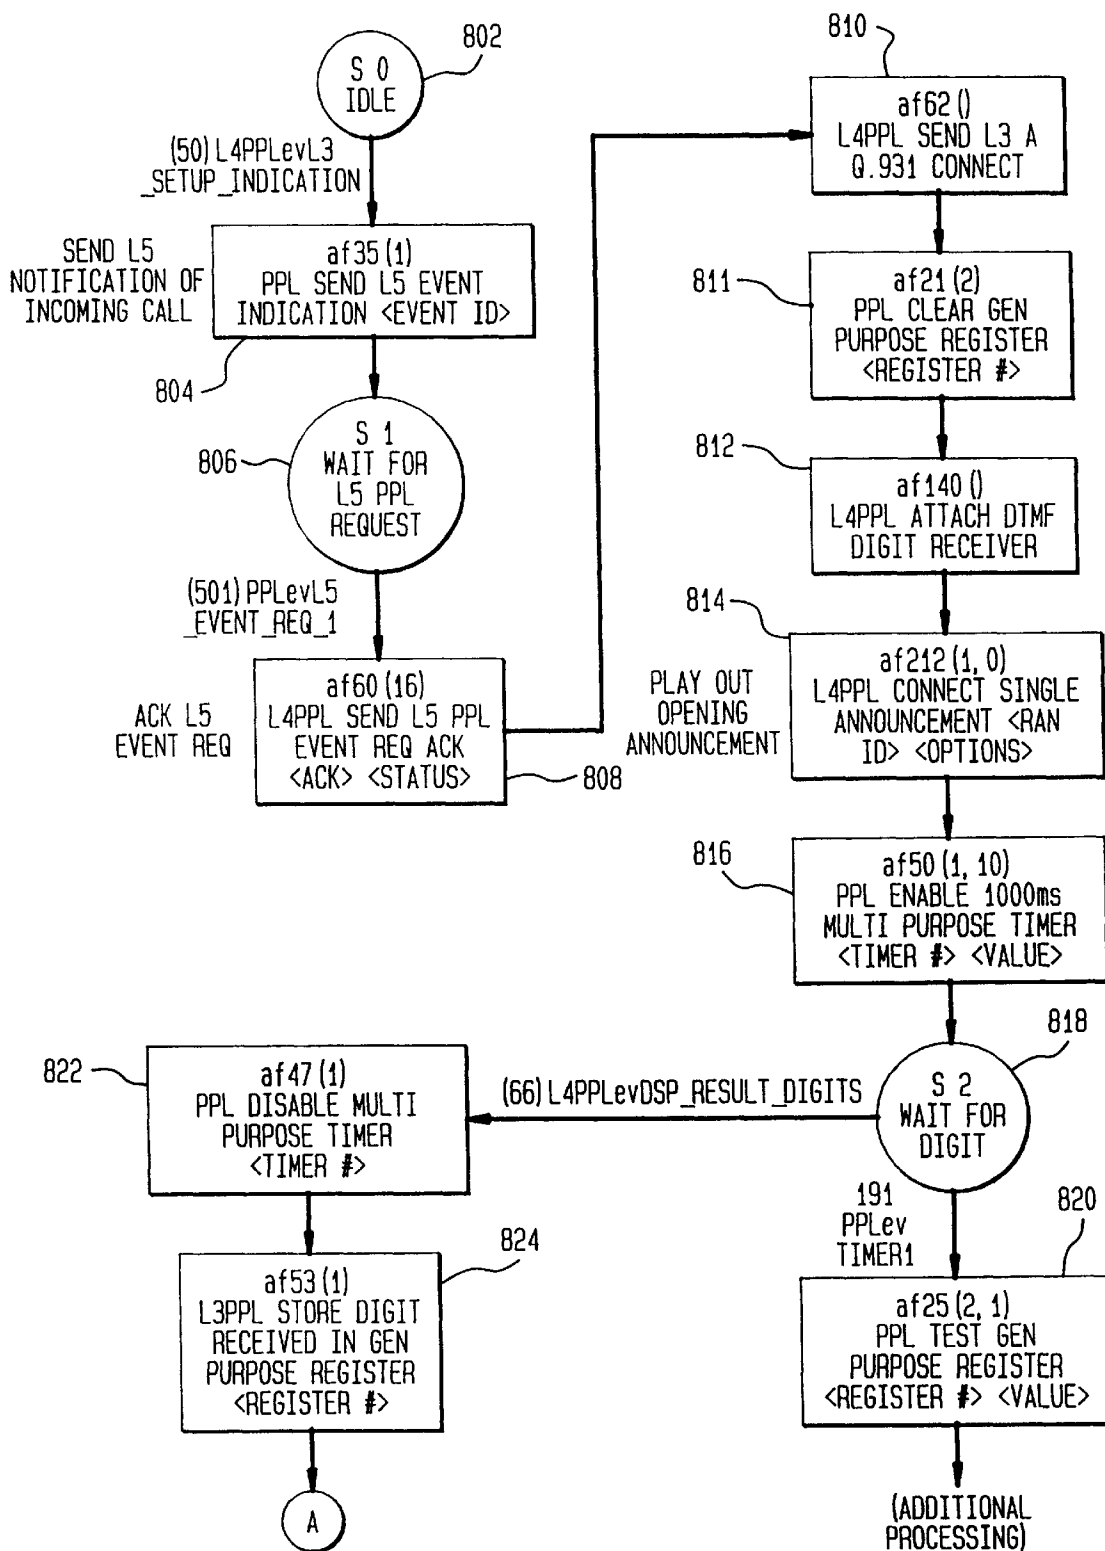 802
S 0
IDLE
(50) L4PPLevL3
_SETUP_INDICATION
SEND L5
NOTIFICATION OF
INCOMING CALL
af35(1)
PPL SEND L5 EVENT
INDICATION <EVENT ID>
804
806
S 1
WAIT FOR
L5 PPL
REQUEST
(501) PPLevL5
_EVENT_REQ_1
ACK L5
EVENT REQ
af60(16)
L4PPL SEND L5 PPL
EVENT REQ ACK
<ACK> <STATUS>
808
810
af62()
L4PPL SEND L3 A
Q.931 CONNECT
811
af21(2)
PPL CLEAR GEN
PURPOSE REGISTER
<REGISTER #>
812
af140()
L4PPL ATTACH DTMF
DIGIT RECEIVER
814
PLAY OUT
OPENING
ANNOUNCEMENT
af212(1, 0)
L4PPL CONNECT SINGLE
ANNOUNCEMENT <RAN
ID> <OPTIONS>
816
af50(1, 10)
PPL ENABLE 1000ms
MULTI PURPOSE TIMER
<TIMER #> <VALUE>
818
S 2
WAIT FOR
DIGIT
(66) L4PPLevDSP_RESULT_DIGITS
822
af47(1)
PPL DISABLE MULTI
PURPOSE TIMER
<TIMER #>
824
af53(1)
L3PPL STORE DIGIT
RECEIVED IN GEN
PURPOSE REGISTER
<REGISTER #>
A
191
PPLev
TIMER1
820
af25(2, 1)
PPL TEST GEN
PURPOSE REGISTER
<REGISTER #> <VALUE>
(ADDITIONAL
PROCESSING)